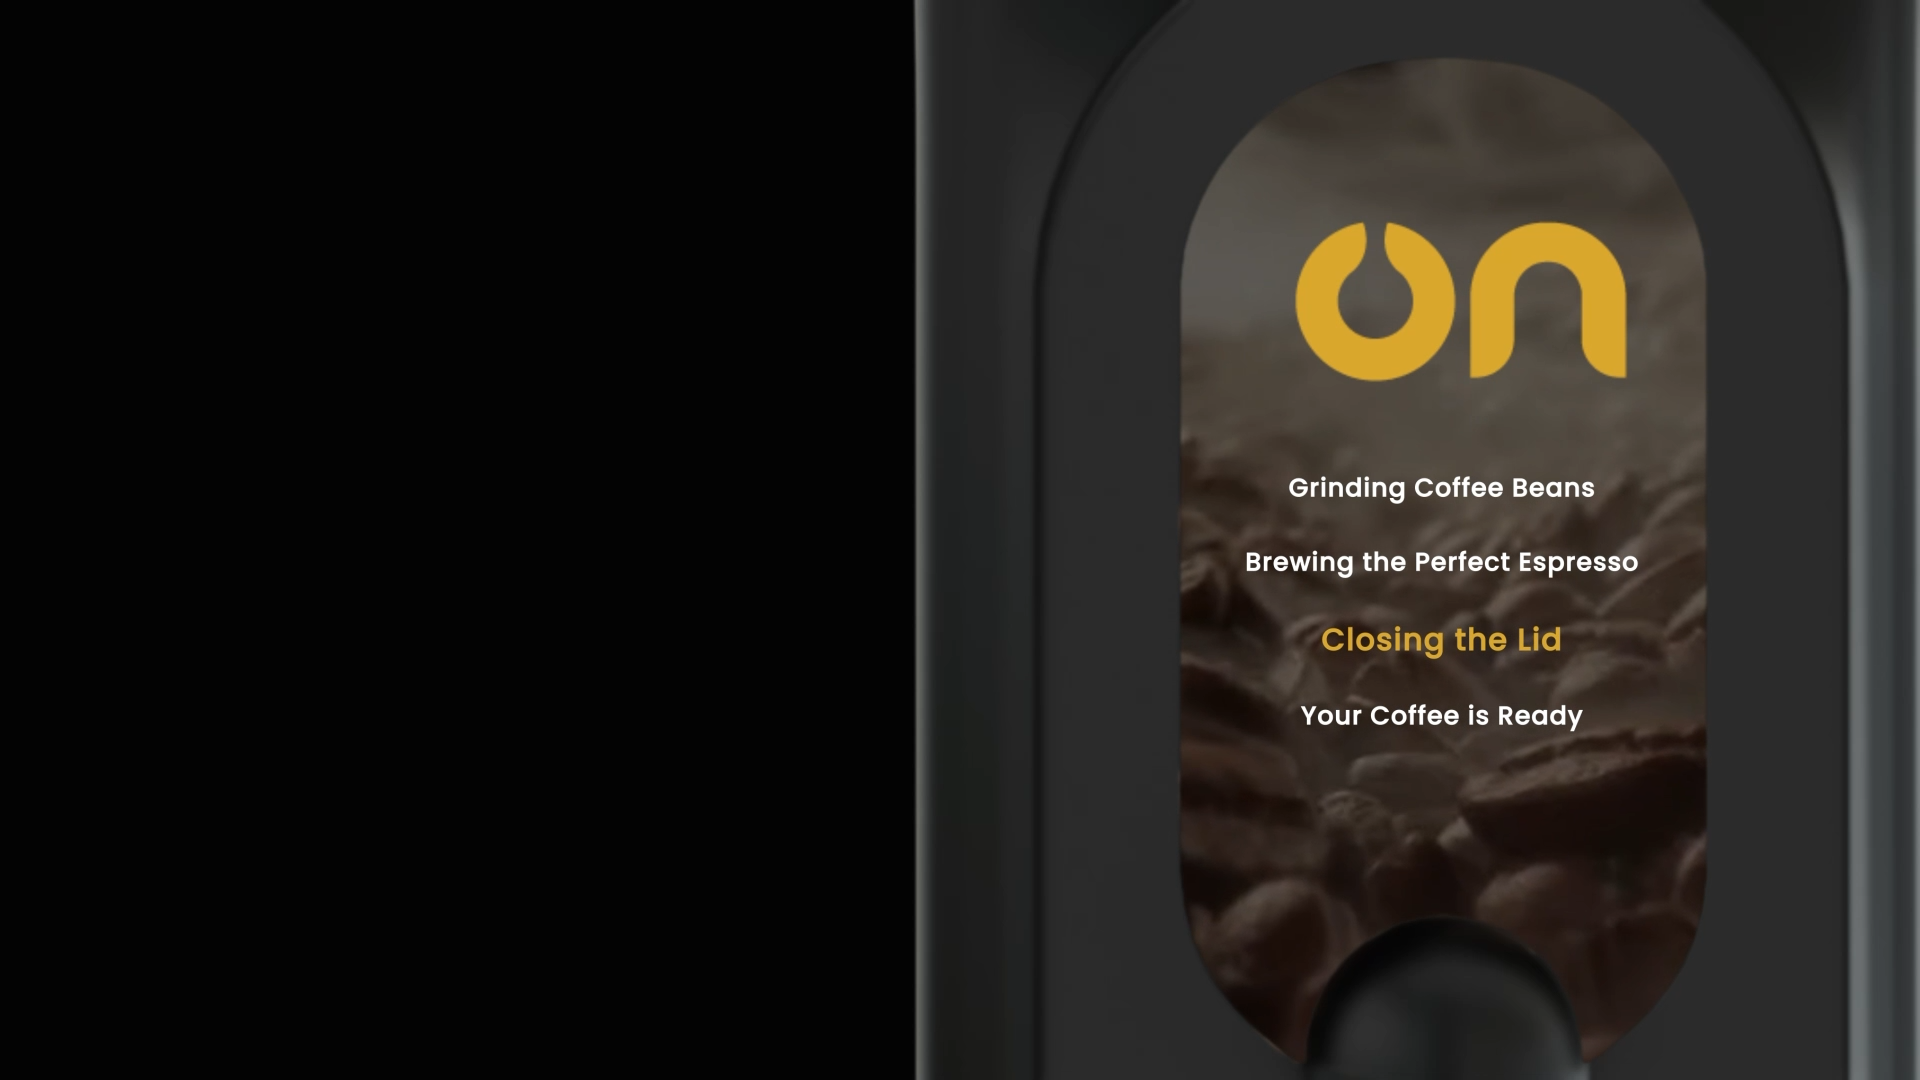 on
Grinding Coffee Beans
Brewing the Perfect Espresso
Closing the Lid
Your Coffee is Ready